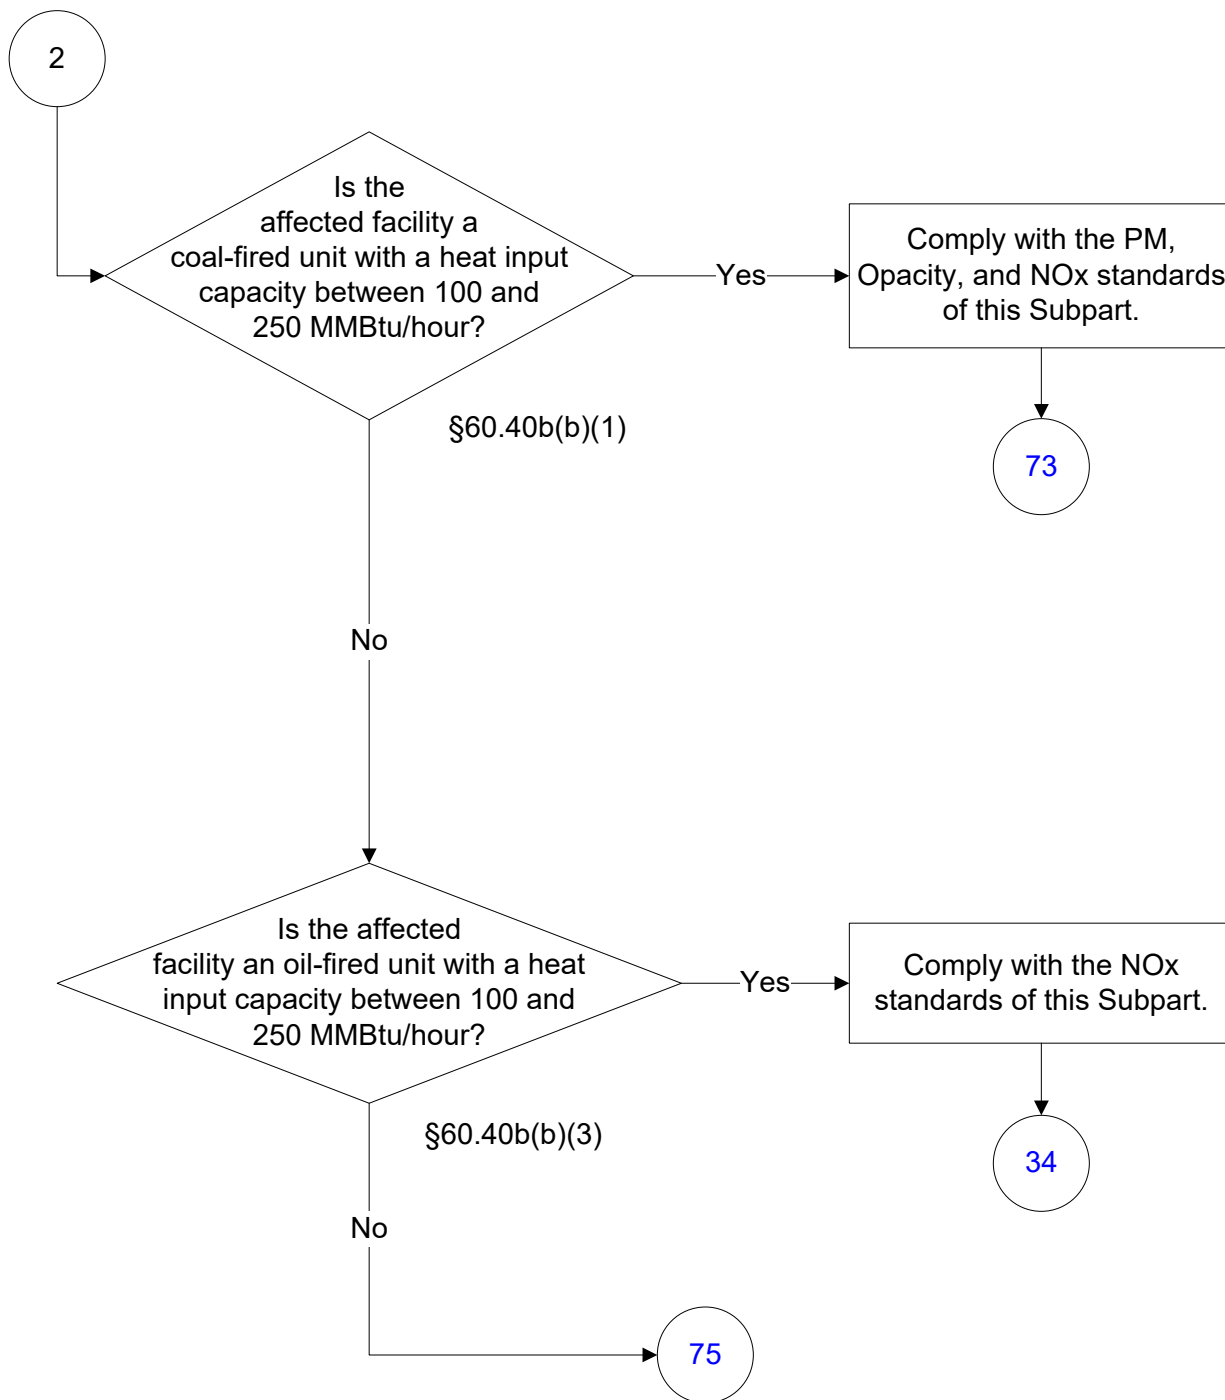 2
Is the
affected facility a
coal-fired unit with a heat input
capacity between 100 and
250 MMBtu/hour?
Yes
Comply with the PM,
Opacity, and NOx standards
of this Subpart.
§60.40b(b)(1)
73
No
Is the affected
facility an oil-fired unit with a heat
input capacity between 100 and
250 MMBtu/hour?
Yes
Comply with the NOx
standards of this Subpart.
§60.40b(b)(3)
34
No
75